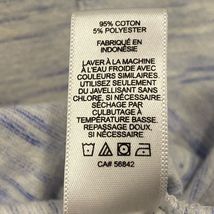 95% COTON
5% POLYESTER
FABRIQUÉ EN
INDONÉSIE
LAVER À LA MACHINE
À L'EAU FROIDE AVEC
COULEURS SIMILAIRES.
UTILISEZ SEULEMENT
DU JAVELLISANT SANS
CHLORE, SI NÉCESSAIRE.
SÉCHAGE PAR
CULBUTAGE À
TEMPÉRATURE BASSE.
REPASSAGE DOUX,
SI NÉCESSAIRE.
CA# 56842